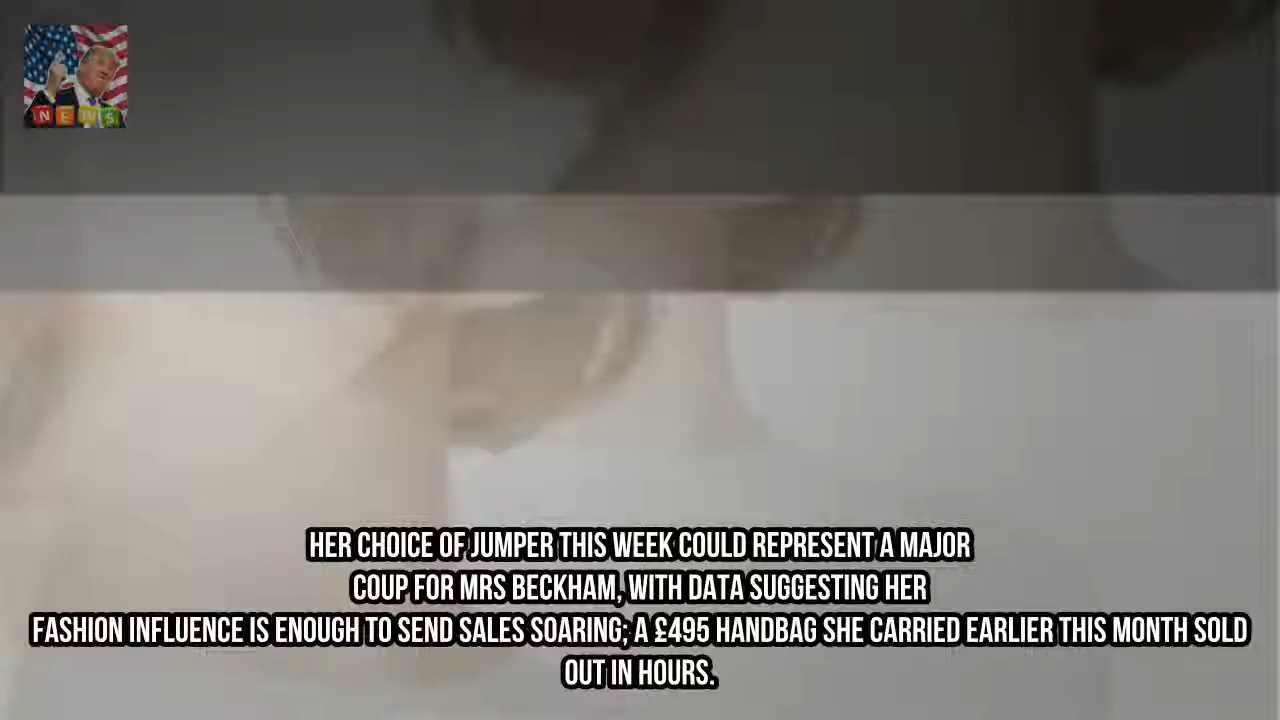 NEWS
HER CHOICE OF JUMPER THIS WEEK COULD REPRESENT A MAJOR
COUP FOR MRS BECKHAM, WITH DATA SUGGESTING HER
FASHION INFLUENCE IS ENOUGH TO SEND SALES SOARING; A £495 HANDBAG SHE CARRIED EARLIER THIS MONTH SOLD
OUT IN HOURS.